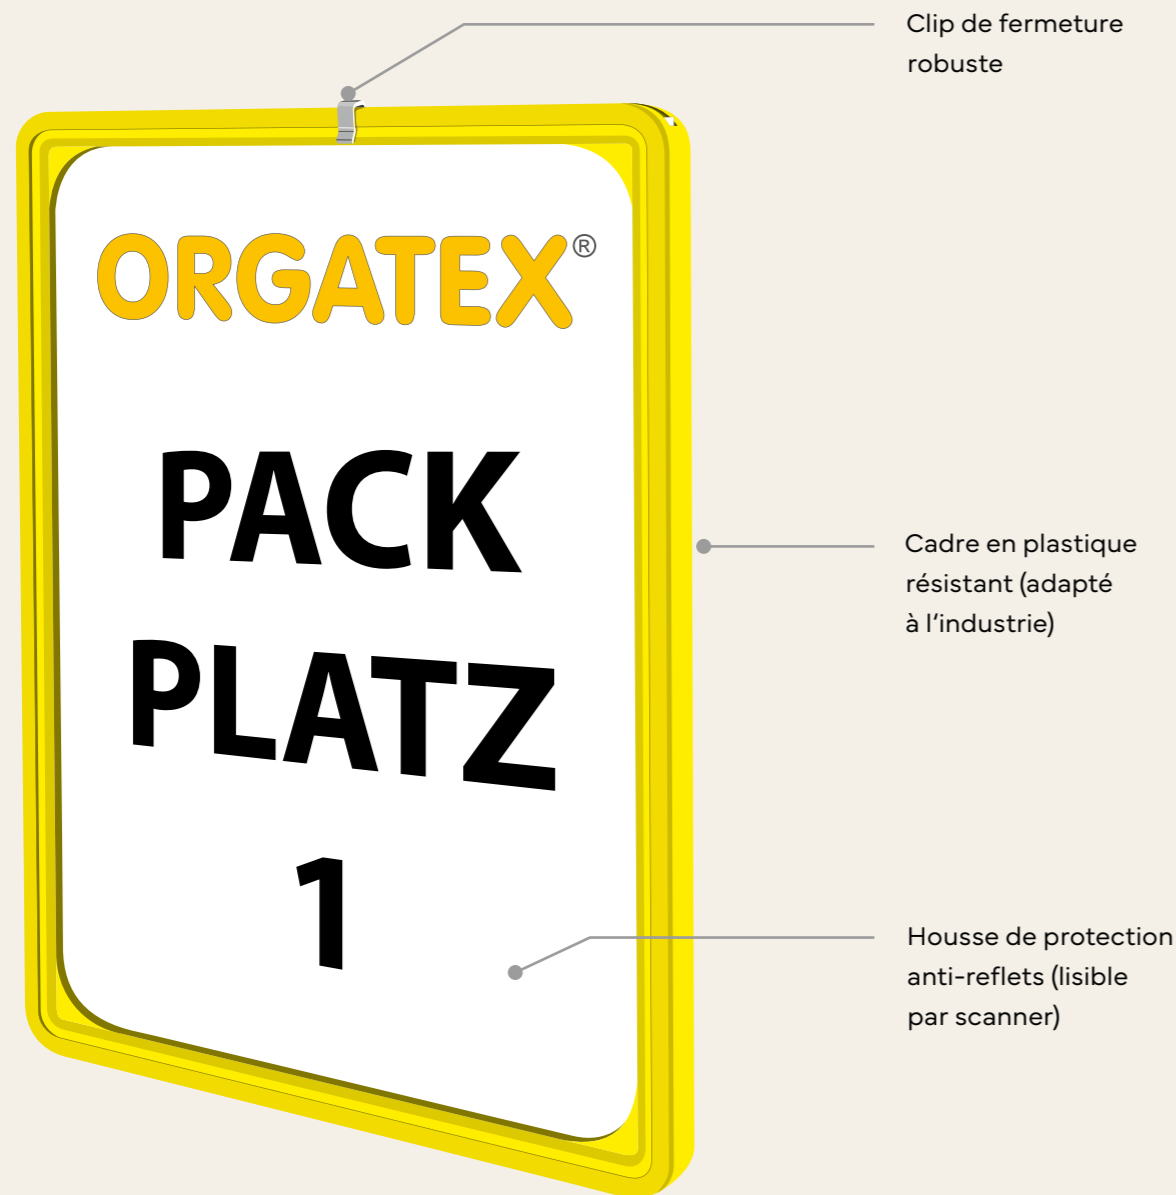 Clip de fermeture
robuste
ORGATEX®
PACK
PLATZ
1
Cadre en plastique
résistant (adapté
à l’industrie)
Housse de protection
anti-reflets (lisible
par scanner)